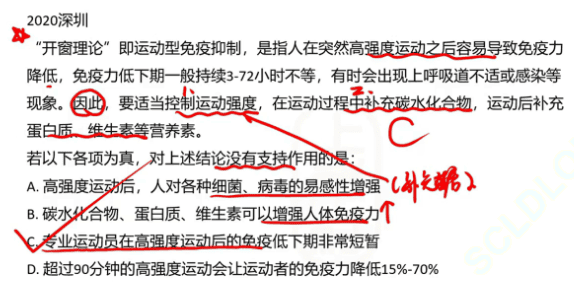 2020深圳
“开窗理论”即运动型免疫抑制，是指人在突然高强度运动之后容易导致免疫力
降低，免疫力低下期一般持续3-72小时不等，有时会出现上呼吸道不适或感染等
现象。因此，要适当控制运动强度，在运动过程中补充碳水化合物，运动后补充
蛋白质、维生素等营养素。
C
若以下各项为真，对上述结论没有支持作用的是：
A. 高强度运动后，人对各种细菌、病毒的易感性增强
B. 碳水化合物、蛋白质、维生素可以增强人体免疫力
C. 专业运动员在高强度运动后的免疫低下期非常短暂
D. 超过90分钟的高强度运动会让运动者的免疫力降低15%-70%